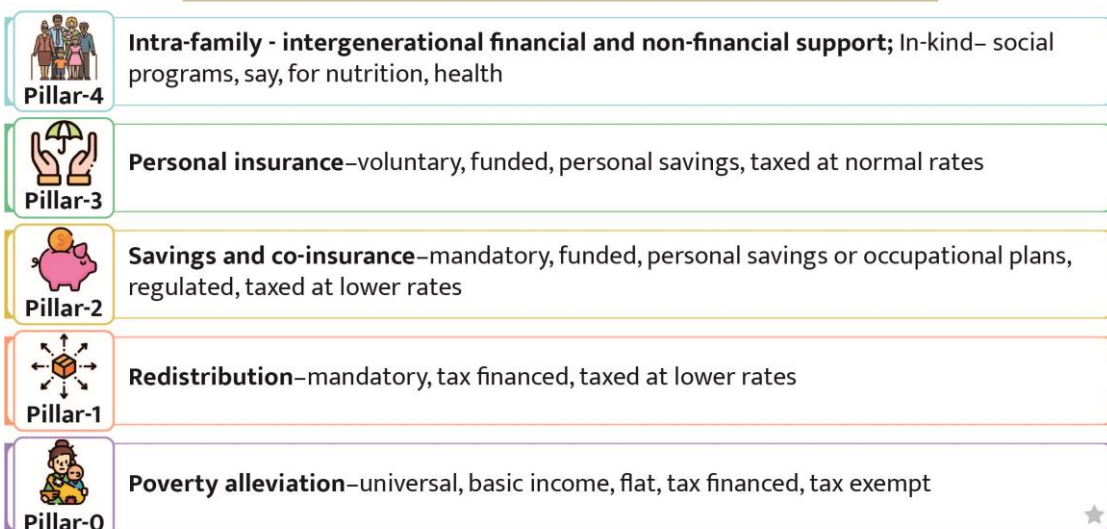 Pillar-4
Intra-family - intergenerational financial and non-financial support; In-kind– social
programs, say, for nutrition, health
Pillar-3
Personal insurance–voluntary, funded, personal savings, taxed at normal rates
Pillar-2
Savings and co-insurance–mandatory, funded, personal savings or occupational plans,
regulated, taxed at lower rates
Pillar-1
Redistribution–mandatory, tax financed, taxed at lower rates
Pillar-0
Poverty alleviation–universal, basic income, flat, tax financed, tax exempt